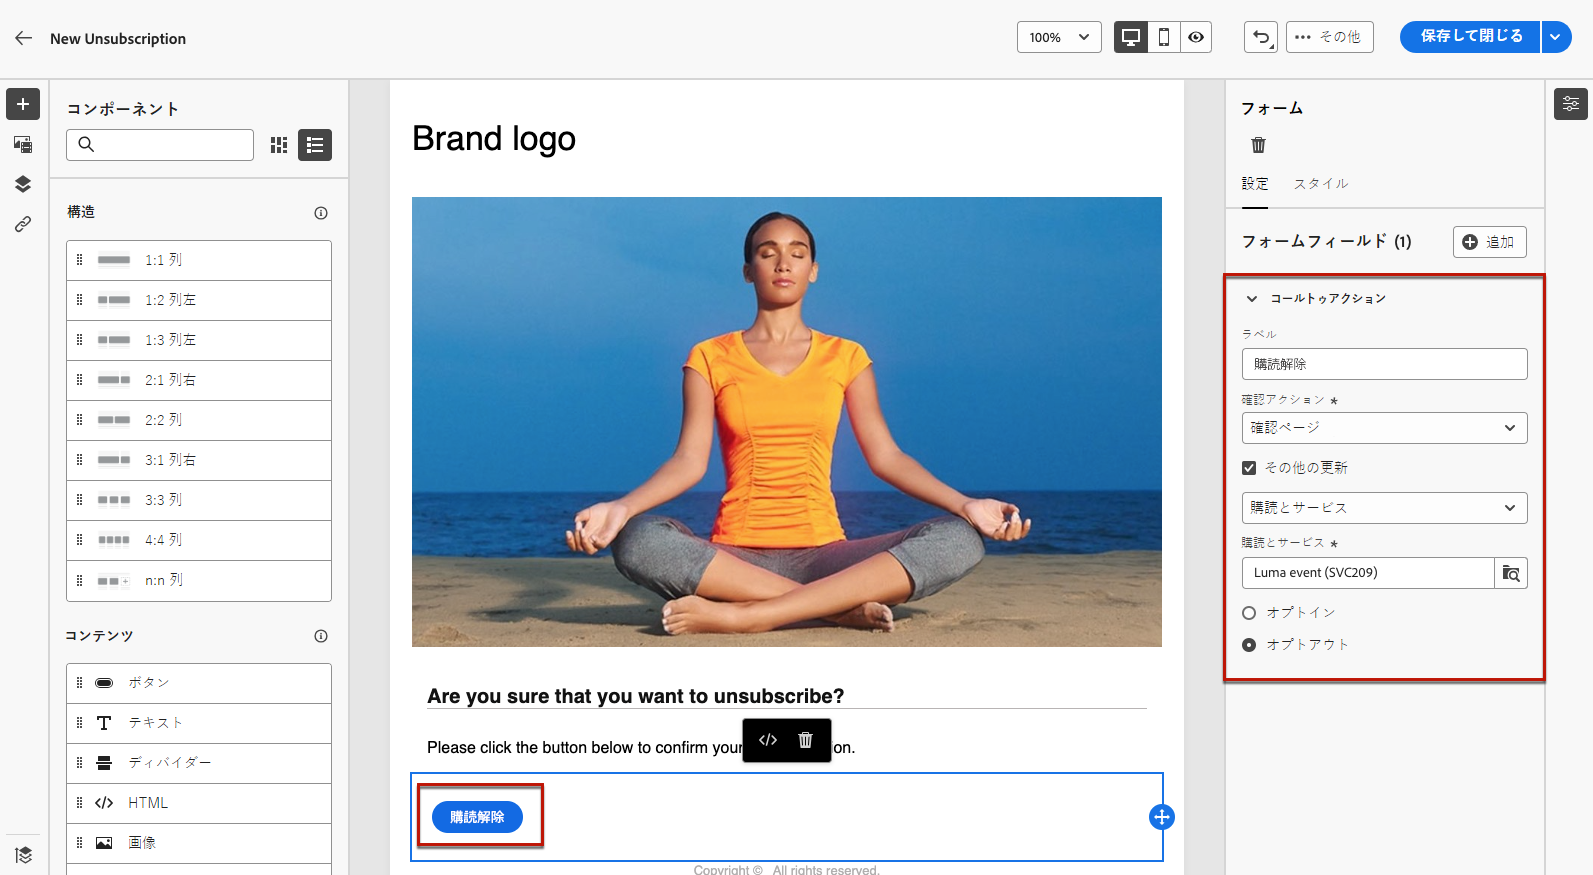 New Unsubscription
100%
その他
保存して閉じる
コンポーネント
構造
1:1 列
1:2 列左
1:3 列左
2:1 列右
2:2 列
3:1 列右
3:3 列
4:4 列
n:n 列
コンテンツ
ボタン
テキスト
ディバイダー
HTML
画像
Brand logo
Are you sure that you want to unsubscribe?
Please click the button below to confirm your
on.
購読解除
Copyright © All rights reserved.
フォーム
設定 スタイル
フォームフィールド (1)
追加
コールトゥアクション
ラベル
購読解除
確認アクション *
確認ページ
その他の更新
購読とサービス
購読とサービス *
Luma event (SVC209)
オプトイン
オプトアウト